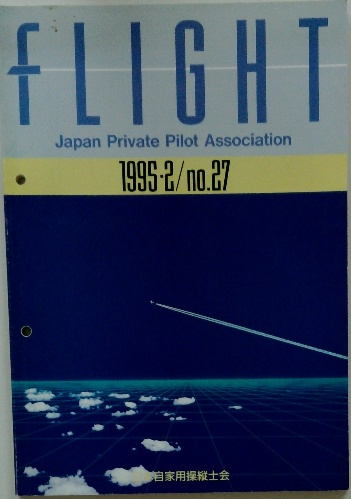 FLIGHT
Japan Private Pilot Association
1995·2/no.27
自家用操縦士会